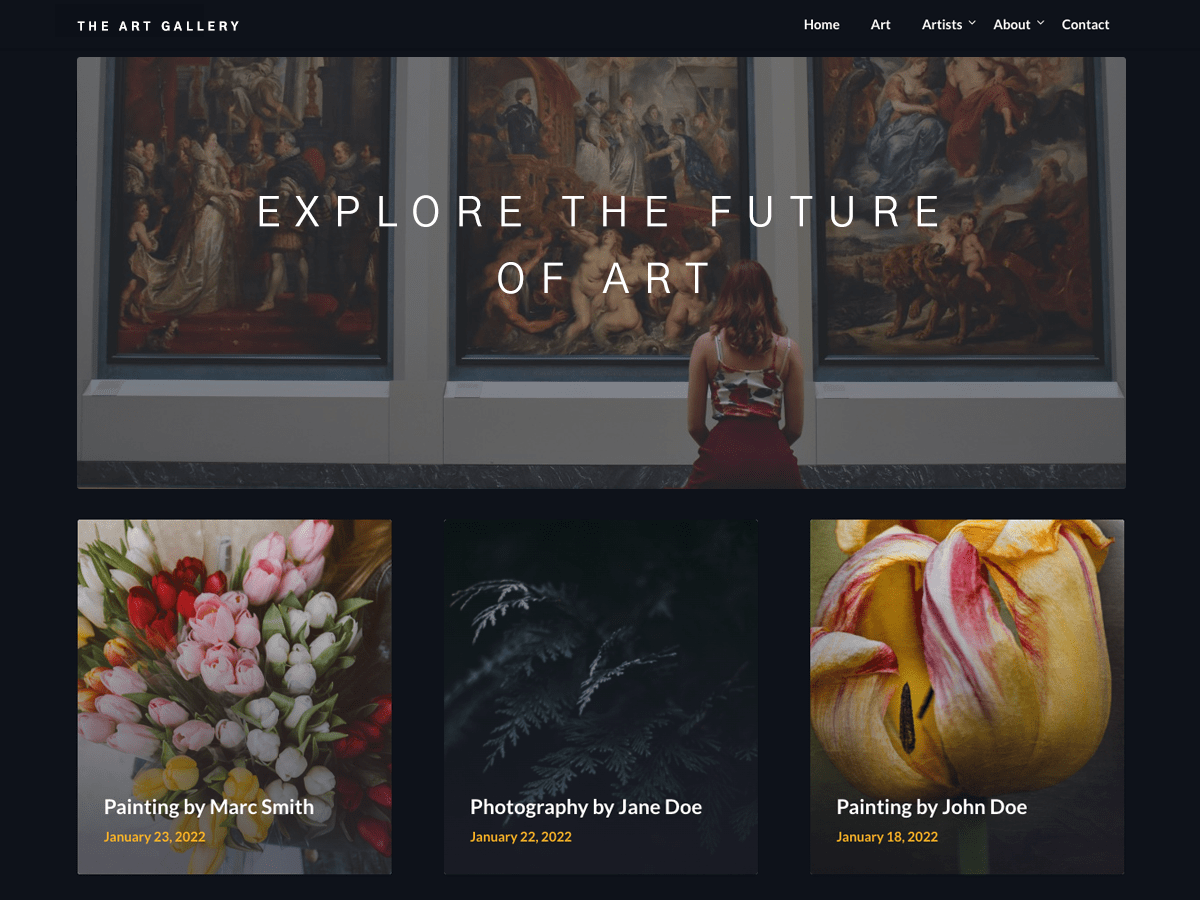 THE ART GALLERY
Home Art Artists About Contact
EXPLORE THE FUTURE
OF ART
Painting by Marc Smith
January 23, 2022
Photography by Jane Doe
January 22, 2022
Painting by John Doe
January 18, 2022